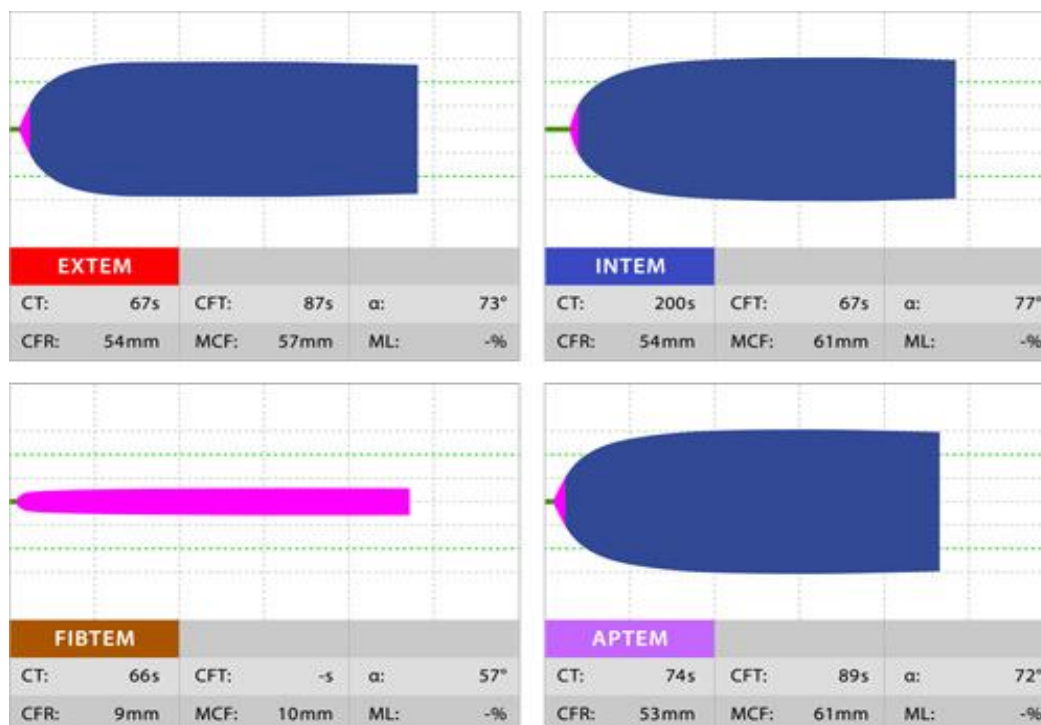 EXTEM
CT: 67s CFT: 87s α: 73°
CFR: 54mm MCF: 57mm ML: -%
INTEM
CT: 200s CFT: 67s α: 77°
CFR: 54mm MCF: 61mm ML: -%
FIBTEM
CT: 66s CFT: -s α: 57°
CFR: 9mm MCF: 10mm ML: -%
APTEM
CT: 74s CFT: 89s α: 72°
CFR: 53mm MCF: 61mm ML: -%